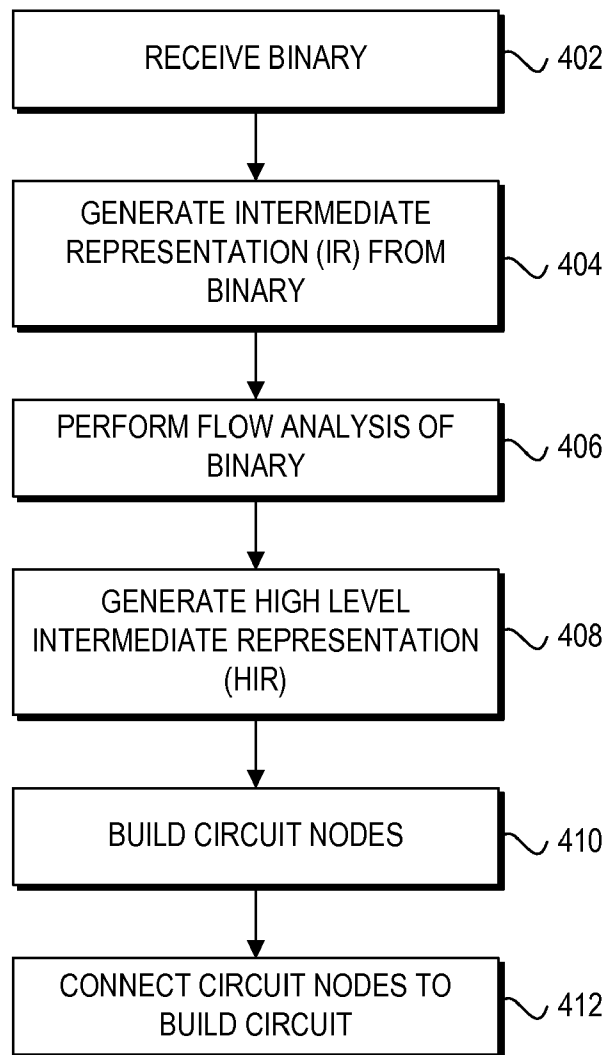 RECEIVE BINARY
402
GENERATE INTERMEDIATE
REPRESENTATION (IR) FROM
BINARY
404
PERFORM FLOW ANALYSIS OF
BINARY
406
GENERATE HIGH LEVEL
INTERMEDIATE REPRESENTATION
(HIR)
408
BUILD CIRCUIT NODES
410
CONNECT CIRCUIT NODES TO
BUILD CIRCUIT
412